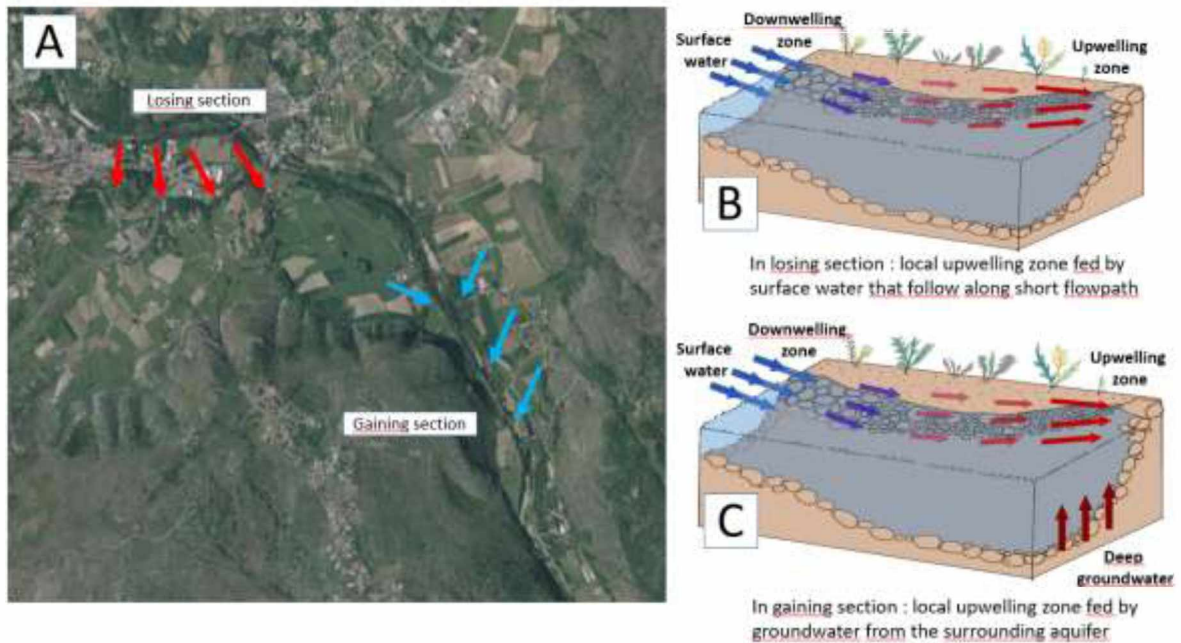 A
Losing section
Gaining section
Downwelling
zone
Surface
water
Upwelling
zone
B
In losing section : local upwelling zone fed by
surface water that follow along short flowpath
Downwelling
zone
Surface
water
Upwelling
zone
C
Deep
groundwater
In gaining section : local upwelling zone fed by
groundwater from the surrounding aquifer